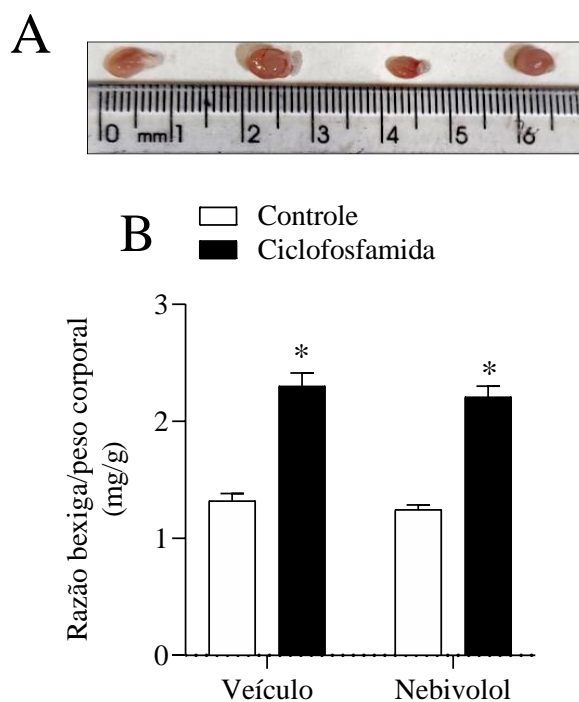 A
0 mm 1 2 3 4 5 6
B
Controle
Ciclofosfamida
Razão bexiga/peso corporal
(mg/g)
3
2
1
0
*
*
Veículo
Nebivolol